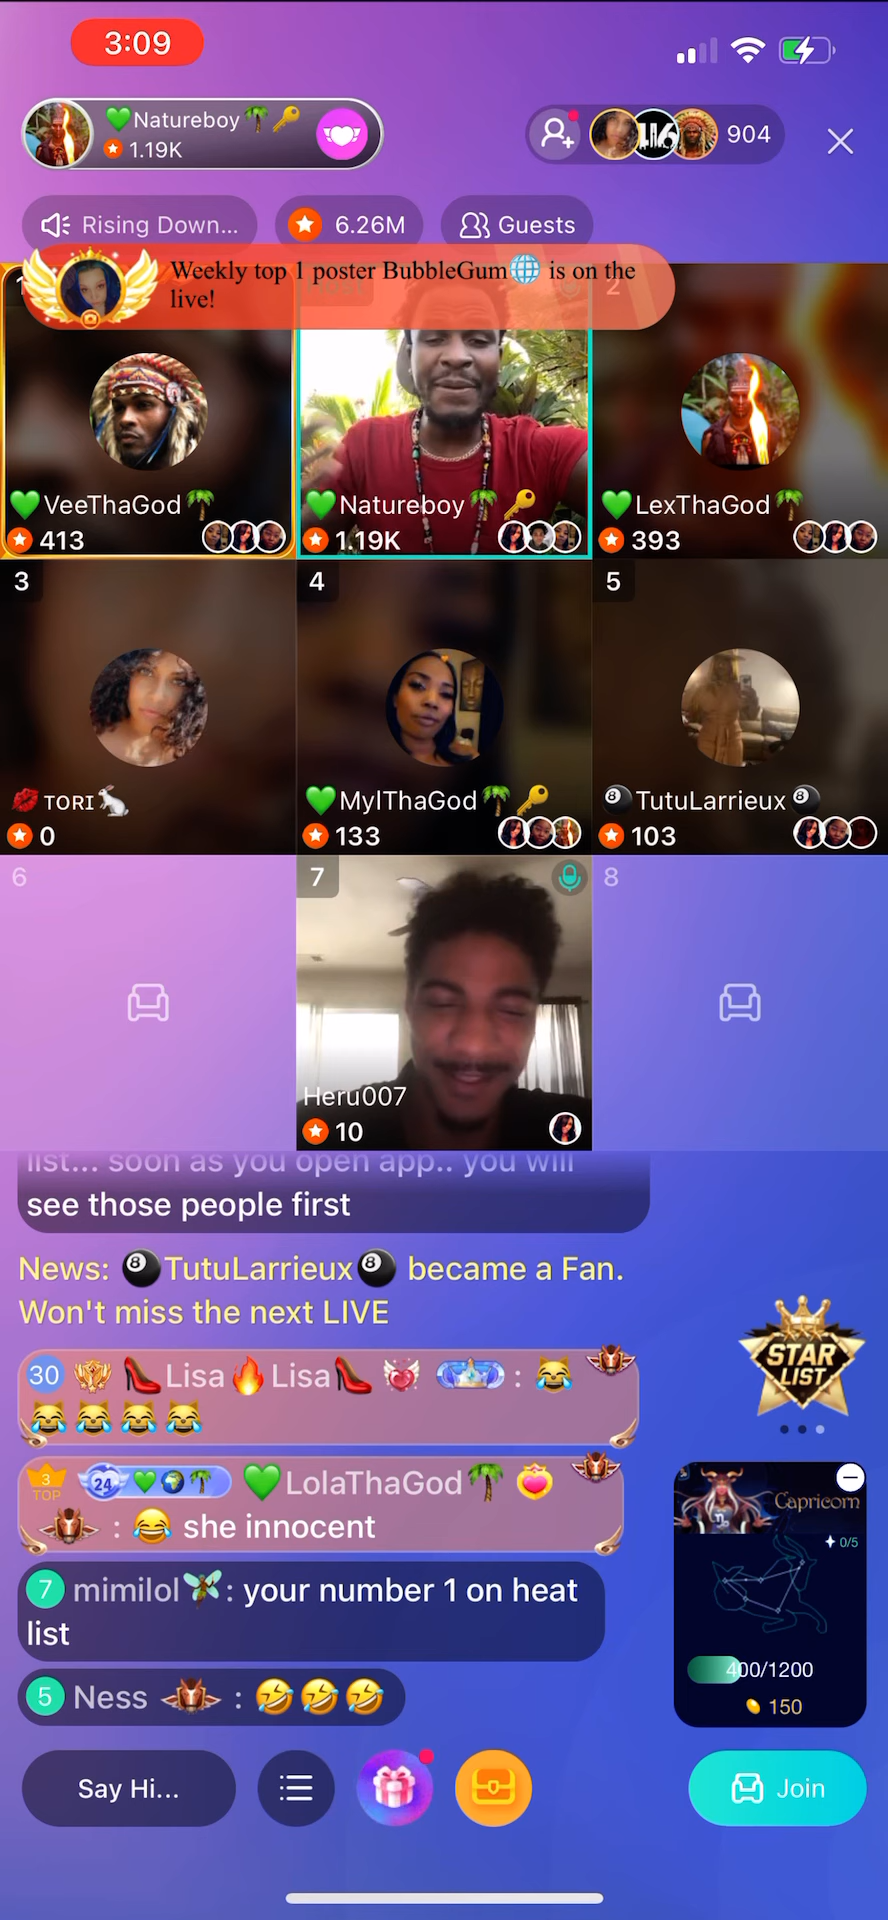 3:09
💚Natureboy🌴🔑
1.19K
904
Rising Down...
6.26M
Guests
Weekly top 1 poster BubbleGum🌐 is on the
live!
2
💚VeeThaGod🌴
413
💚Natureboy🌴🔑
1.19K
💚LexThaGod🌴
393
3
4
5
💋TORI🐇
0
💚MylThaGod🌴🔑
133
🎱TutuLarrieux🎱
103
6
7
8
Heru007
10
list... soon as you open app.. you will
see those people first
News: 🎱TutuLarrieux🎱 became a Fan.
Won't miss the next LIVE
30 👠Lisa🔥Lisa👠 💘 : 😹
😹😹😹😹
3 TOP 24 💚🌍🌴 💚LolaThaGod🌴
: 😂 she innocent
7 mimilol🪰: your number 1 on heat
list
5 Ness : 🤣🤣🤣
STAR
LIST
Capricorn
0/5
400/1200
150
Say Hi...
Join